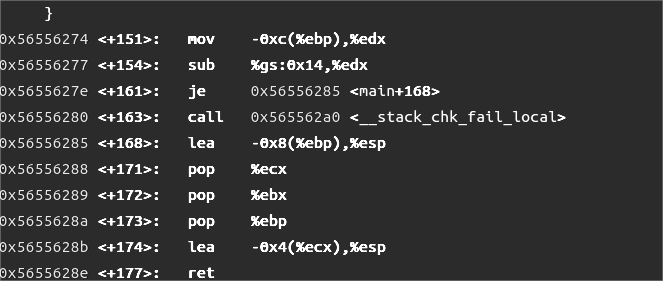 }
0x56556274 <+151>: mov -0xc(%ebp),%edx
0x56556277 <+154>: sub %gs:0x14,%edx
0x5655627e <+161>: je 0x56556285 <main+168>
0x56556280 <+163>: call 0x565562a0 <__stack_chk_fail_local>
0x56556285 <+168>: lea -0x8(%ebp),%esp
0x56556288 <+171>: pop %ecx
0x56556289 <+172>: pop %ebx
0x5655628a <+173>: pop %ebp
0x5655628b <+174>: lea -0x4(%ecx),%esp
0x5655628e <+177>: ret